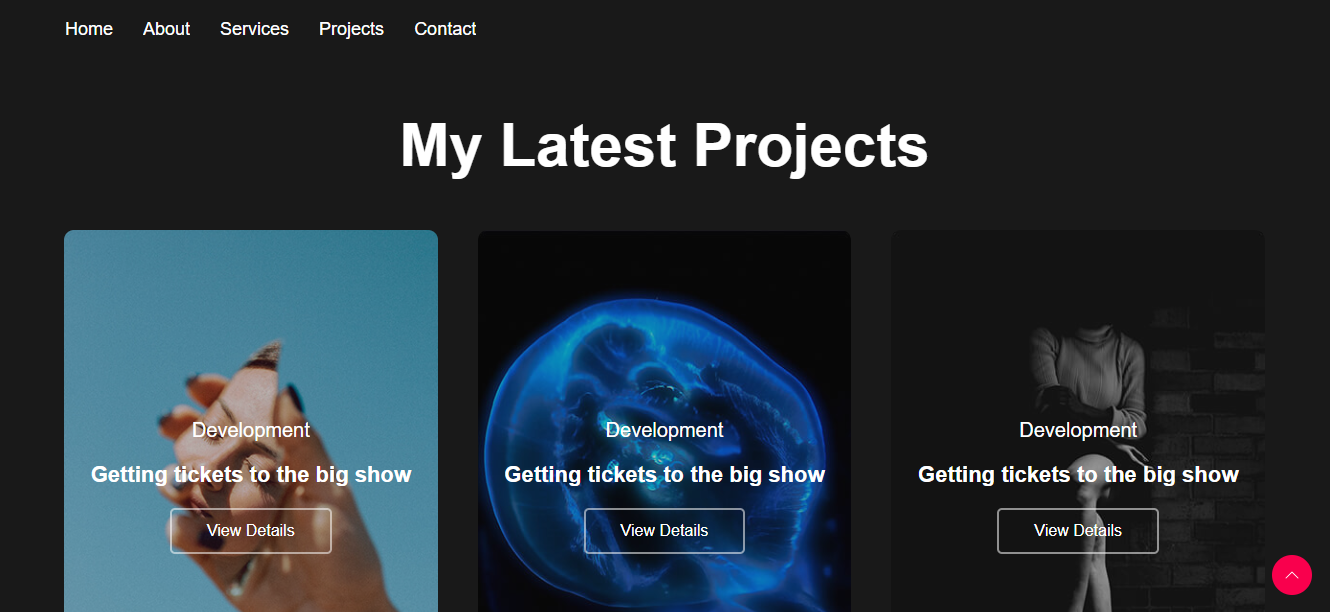 Home About Services Projects Contact
My Latest Projects
Development
Getting tickets to the big show
View Details
Development
Getting tickets to the big show
View Details
Development
Getting tickets to the big show
View Details